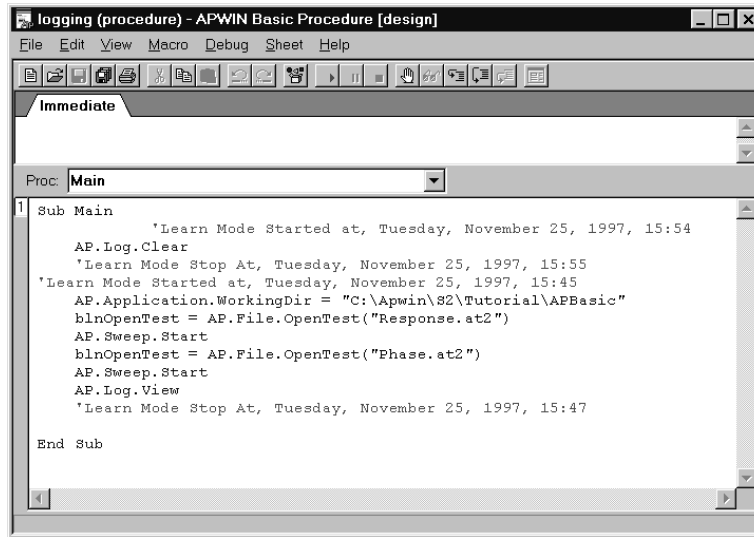 logging (procedure) - APWIN Basic Procedure [design]
File Edit View Macro Debug Sheet Help
Immediate
Proc: Main
1
Sub Main
'Learn Mode Started at, Tuesday, November 25, 1997, 15:54
AP.Log.Clear
'Learn Mode Stop At, Tuesday, November 25, 1997, 15:55
'Learn Mode Started at, Tuesday, November 25, 1997, 15:45
AP.Application.WorkingDir = "C:\Apwin\S2\Tutorial\APBasic"
blnOpenTest = AP.File.OpenTest("Response.at2")
AP.Sweep.Start
blnOpenTest = AP.File.OpenTest("Phase.at2")
AP.Sweep.Start
AP.Log.View
'Learn Mode Stop At, Tuesday, November 25, 1997, 15:47
End Sub